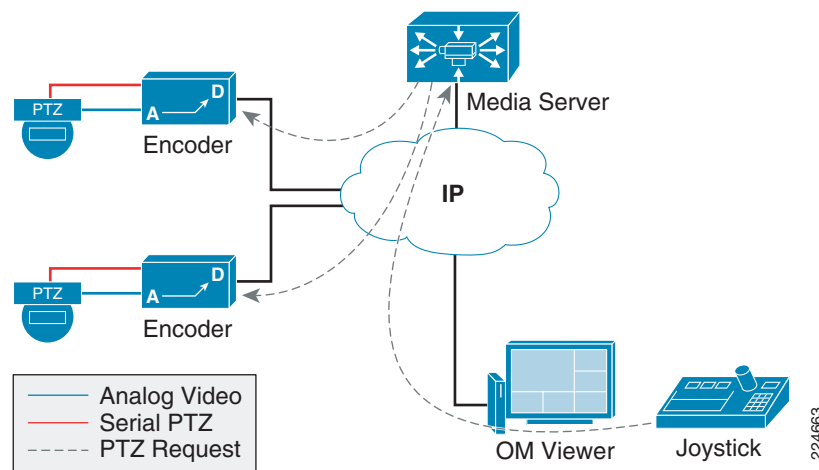 Media Server
PTZ
A
D
Encoder
IP
PTZ
A
D
Encoder
Analog Video
Serial PTZ
PTZ Request
OM Viewer
Joystick
224663